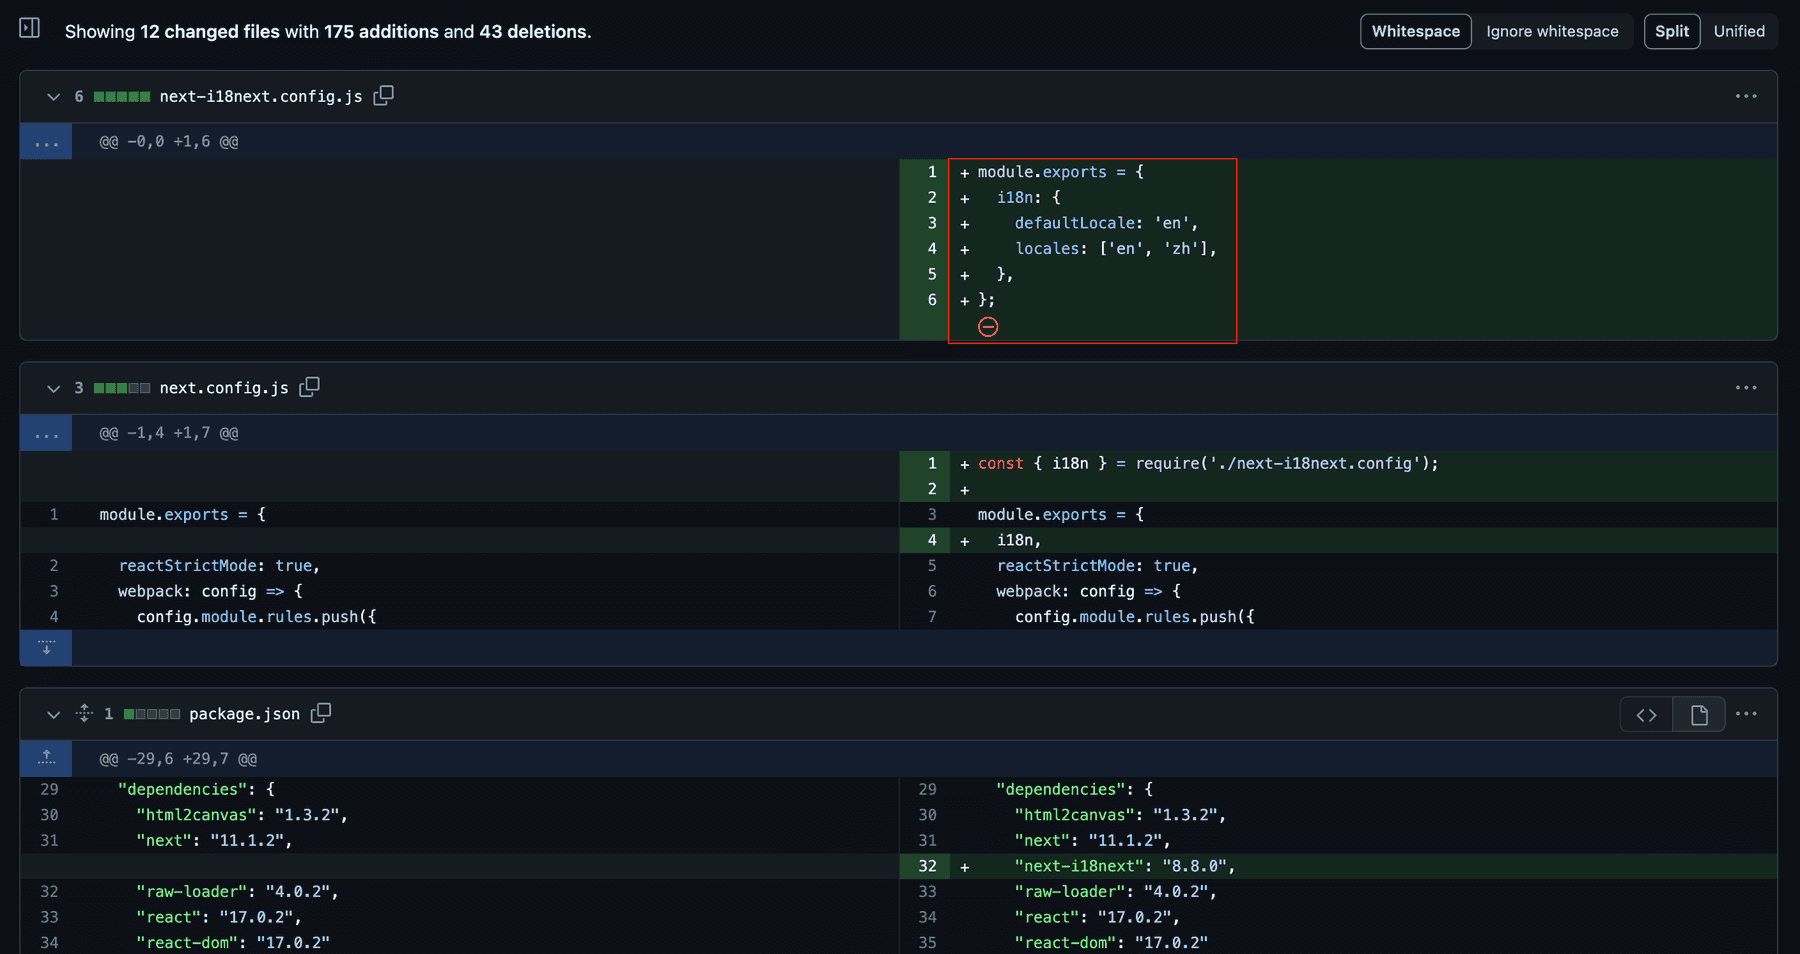 Showing 12 changed files with 175 additions and 43 deletions.
Whitespace Ignore whitespace Split Unified
6 next-i18next.config.js
@@ -0,0 +1,6 @@
1 + module.exports = {
2 +   i18n: {
3 +     defaultLocale: 'en',
4 +     locales: ['en', 'zh'],
5 +   },
6 + };
3 next.config.js
@@ -1,4 +1,7 @@
1 + const { i18n } = require('./next-i18next.config');
2 +
1 module.exports = { 3 module.exports = {
4 +   i18n,
2   reactStrictMode: true, 5   reactStrictMode: true,
3   webpack: config => { 6   webpack: config => {
4     config.module.rules.push({ 7     config.module.rules.push({
1 package.json
@@ -29,6 +29,7 @@
29   "dependencies": { 29   "dependencies": {
30     "html2canvas": "1.3.2", 30     "html2canvas": "1.3.2",
31     "next": "11.1.2", 31     "next": "11.1.2",
32 +     "next-i18next": "8.8.0",
32     "raw-loader": "4.0.2", 33     "raw-loader": "4.0.2",
33     "react": "17.0.2", 34     "react": "17.0.2",
34     "react-dom": "17.0.2" 35     "react-dom": "17.0.2"